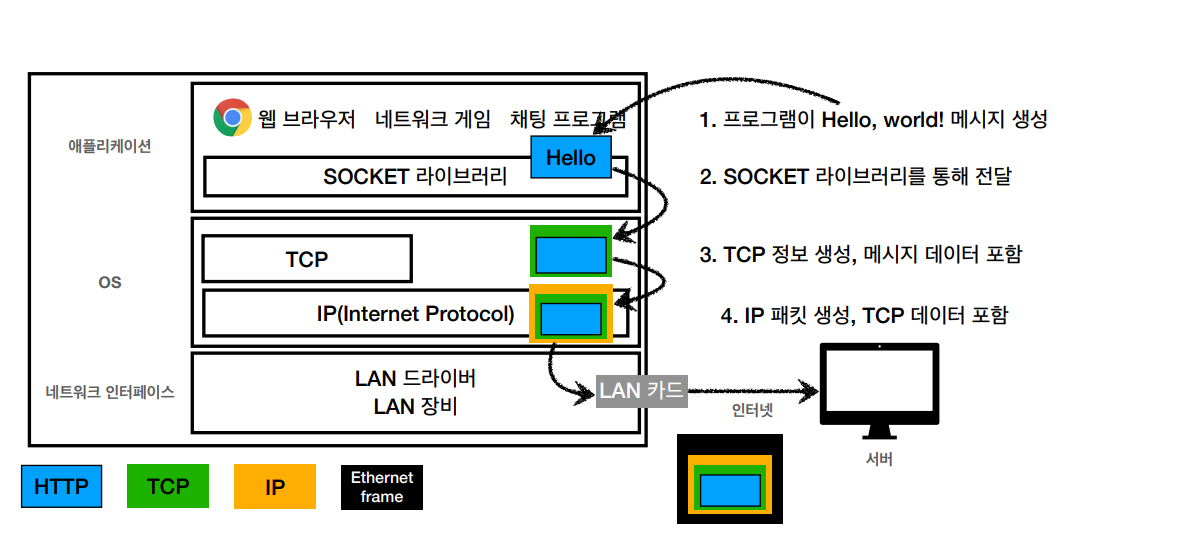 웹 브라우저 네트워크 게임 채팅 프로그램
애플리케이션
Hello
SOCKET 라이브러리
1. 프로그램이 Hello, world! 메시지 생성
2. SOCKET 라이브러리를 통해 전달
OS
TCP
IP(Internet Protocol)
3. TCP 정보 생성, 메시지 데이터 포함
4. IP 패킷 생성, TCP 데이터 포함
네트워크 인터페이스
LAN 드라이버
LAN 장비
LAN 카드
인터넷
서버
HTTP
TCP
IP
Ethernet
frame